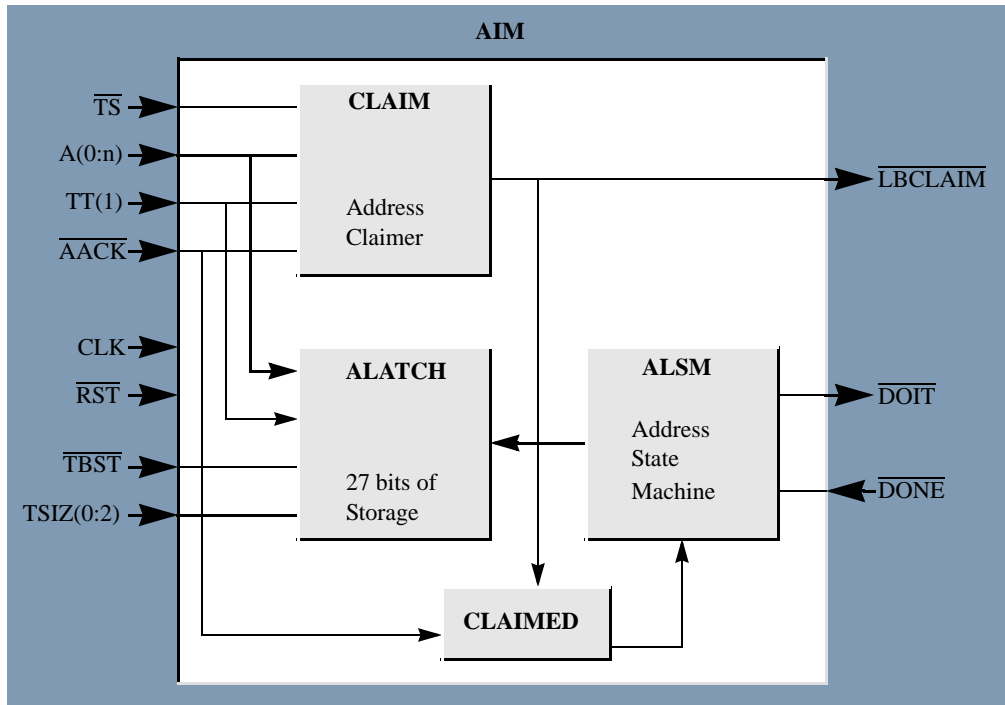 AIM
TS
A(0:n)
TT(1)
AACK
CLK
RST
TBST
TSIZ(0:2)
CLAIM
Address
Claimer
LBCLAIM
ALATCH
27 bits of
Storage
ALSM
Address
State
Machine
DOIT
DONE
CLAIMED